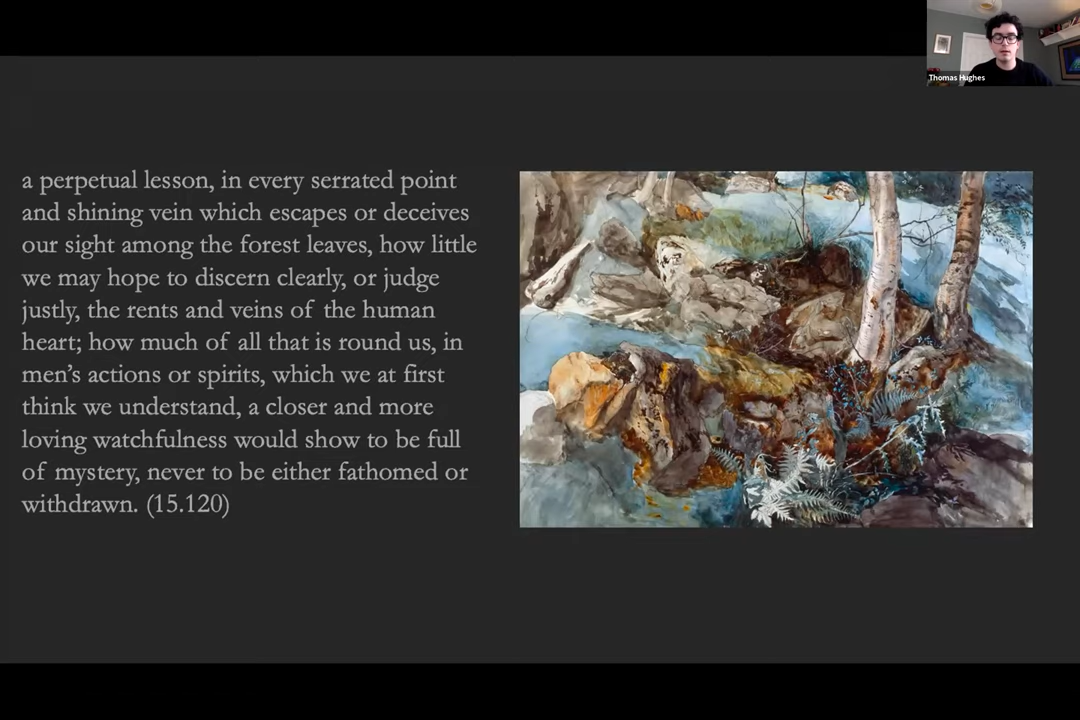 Thomas Hughes
a perpetual lesson, in every serrated point
and shining vein which escapes or deceives
our sight among the forest leaves, how little
we may hope to discern clearly, or judge
justly, the rents and veins of the human
heart; how much of all that is round us, in
men’s actions or spirits, which we at first
think we understand, a closer and more
loving watchfulness would show to be full
of mystery, never to be either fathomed or
withdrawn. (15.120)